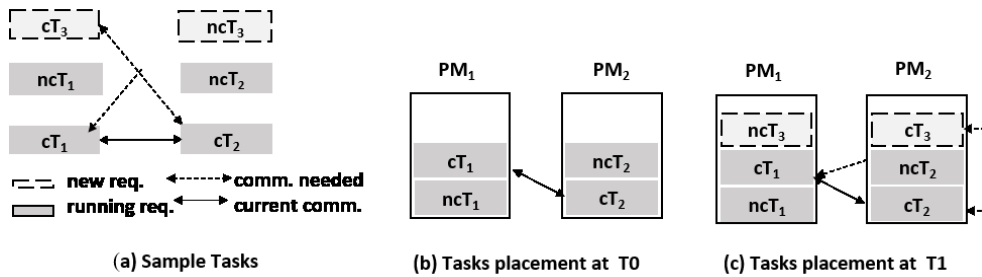 cT3
ncT3
ncT1
ncT2
cT1
cT2
new req.
comm. needed
running req.
current comm.
(a) Sample Tasks
PM1
PM2
cT1
ncT2
ncT1
cT2
(b) Tasks placement at T0
PM1
PM2
ncT3
cT3
cT1
ncT2
ncT1
cT2
(c) Tasks placement at T1